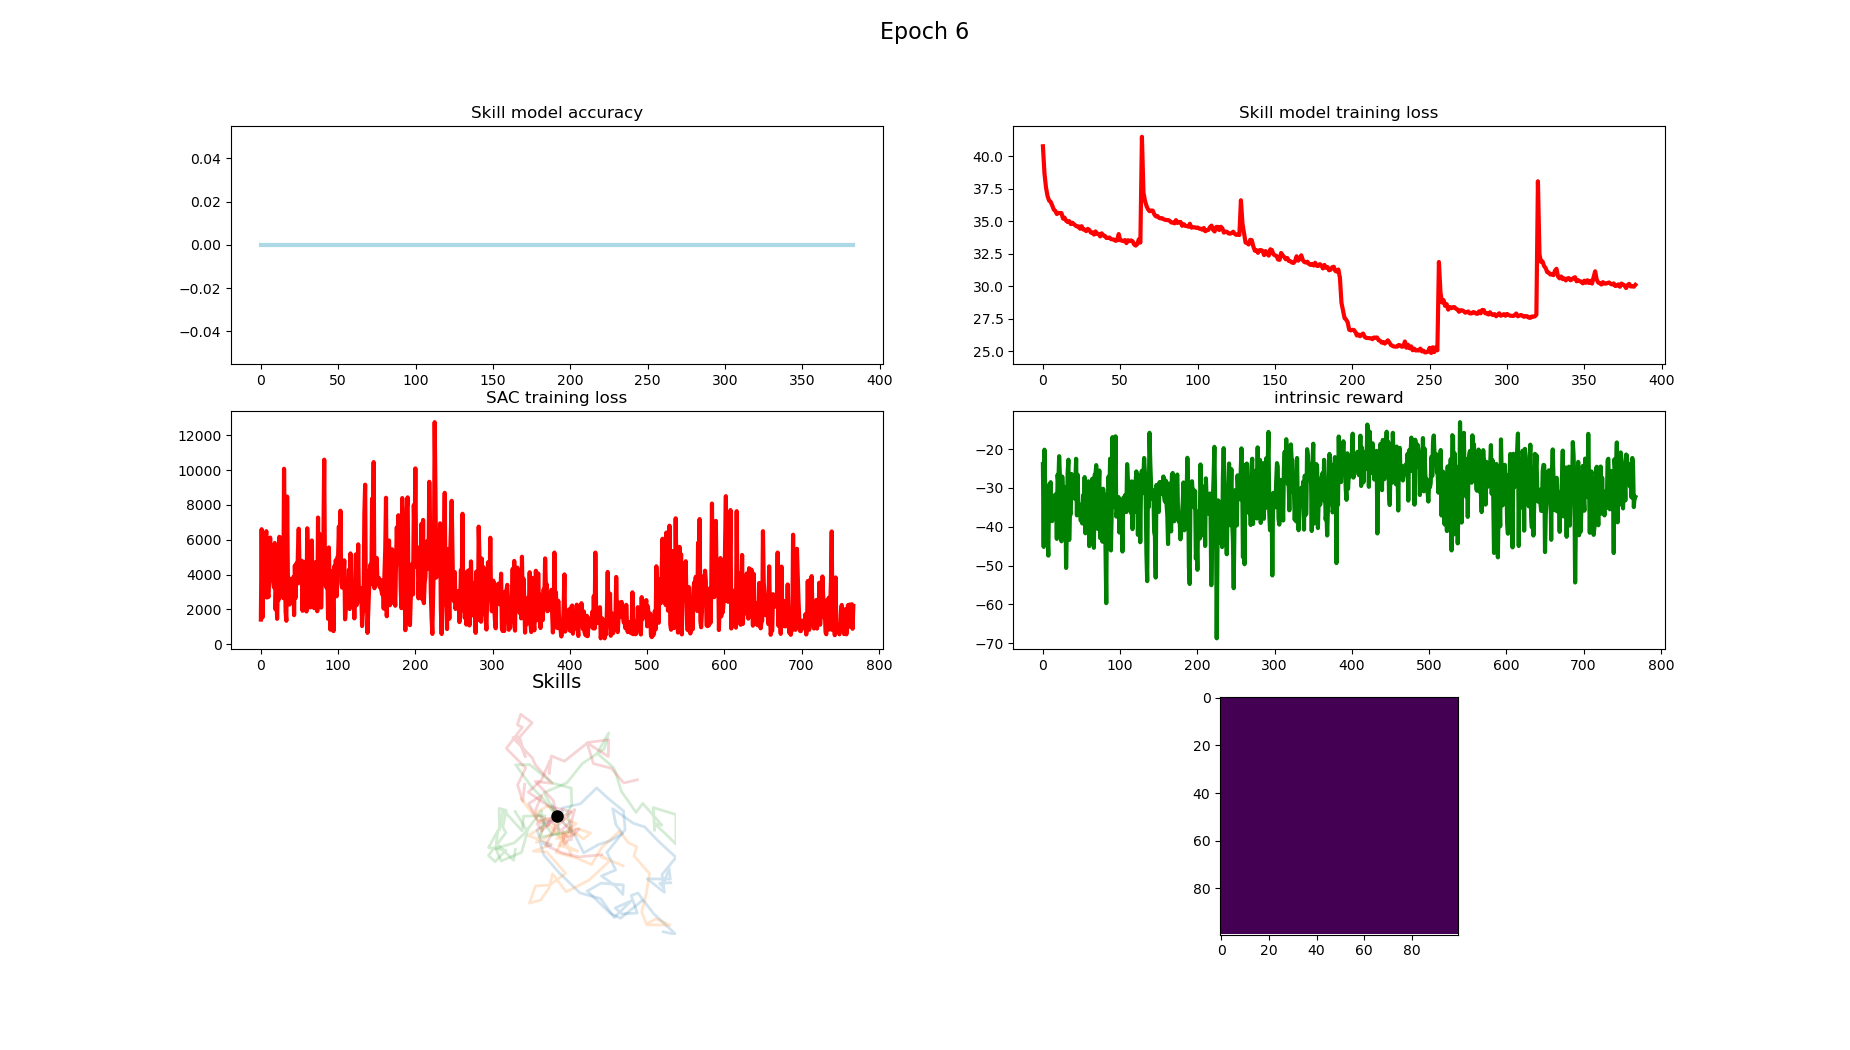 Epoch 6
Skill model accuracy
0.04
0.02
0.00
−0.02
−0.04
0 50 100 150 200 250 300 350 400
Skill model training loss
40.0
37.5
35.0
32.5
30.0
27.5
25.0
0 50 100 150 200 250 300 350 400
SAC training loss
12000
10000
8000
6000
4000
2000
0
0 100 200 300 400 500 600 700 800
intrinsic reward
−20
−30
−40
−50
−60
−70
0 100 200 300 400 500 600 700 800
Skills
0
20
40
60
80
0 20 40 60 80